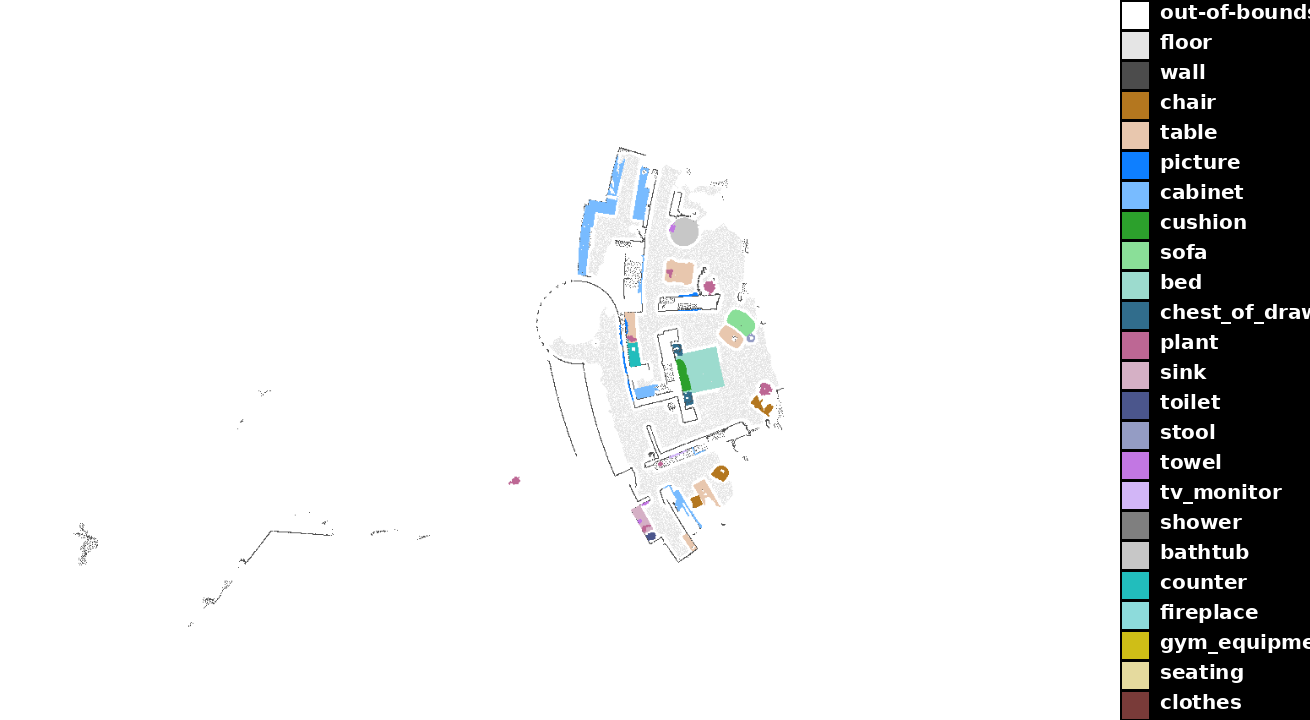 out-of-bounds
floor
wall
chair
table
picture
cabinet
cushion
sofa
bed
chest_of_draw
plant
sink
toilet
stool
towel
tv_monitor
shower
bathtub
counter
fireplace
gym_equipme
seating
clothes